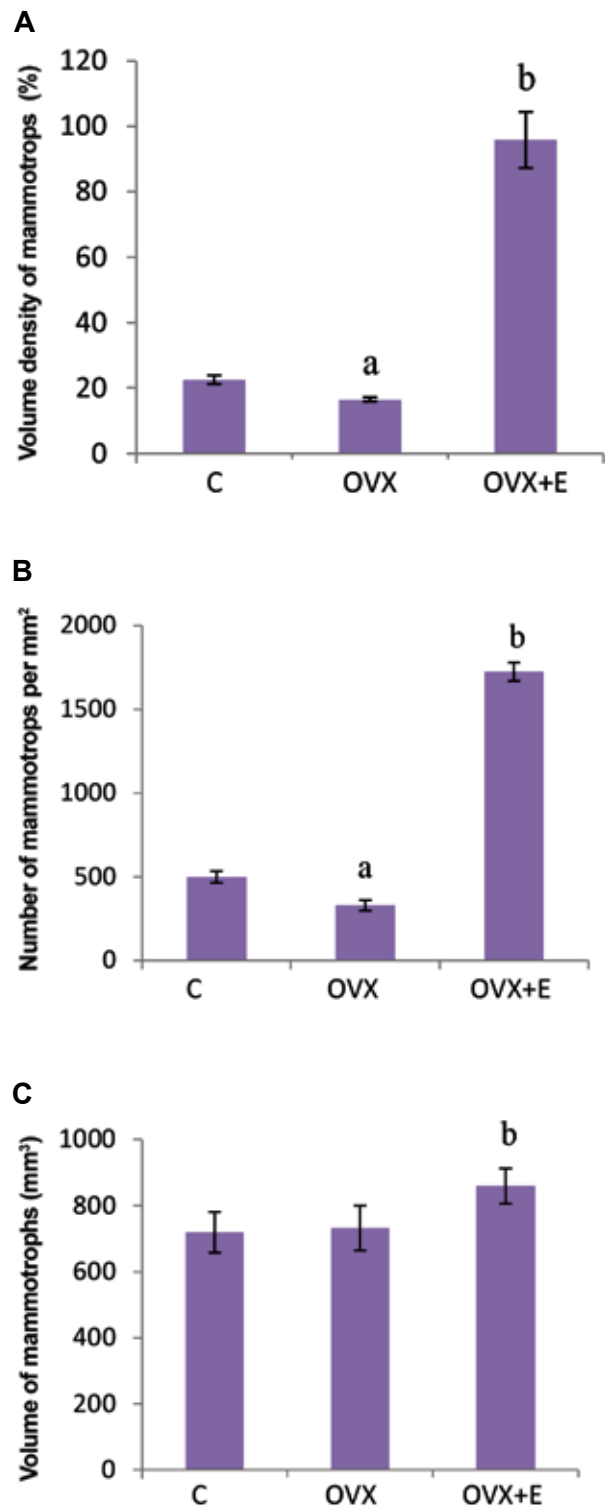 A
Volume density of mammotrops (%)
120
100
80
60
40
20
0
a
b
C OVX OVX+E
B
Number of mammotrops per mm²
2000
1500
1000
500
0
a
b
C OVX OVX+E
C
Volume of mammotrophs (mm³)
1000
800
600
400
200
0
b
C OVX OVX+E